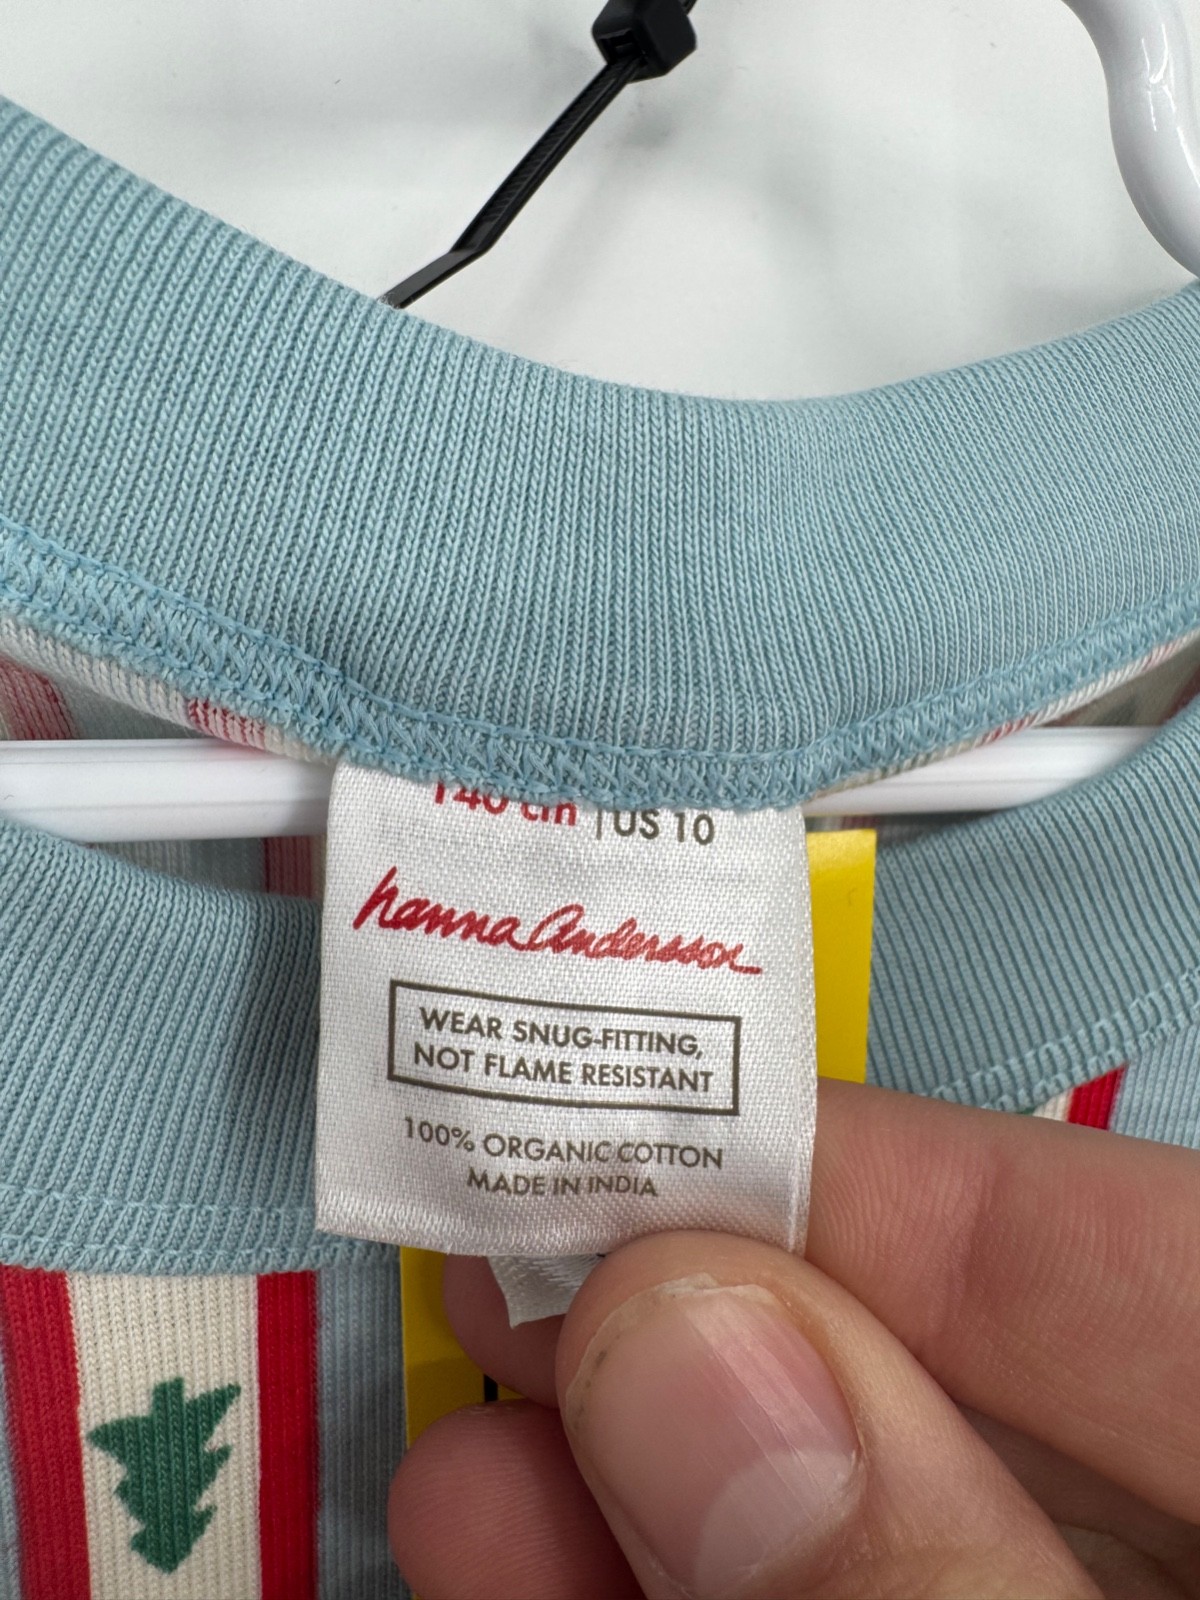 140 cm | US 10
hanna andersson
WEAR SNUG-FITTING,
NOT FLAME RESISTANT
100% ORGANIC COTTON
MADE IN INDIA